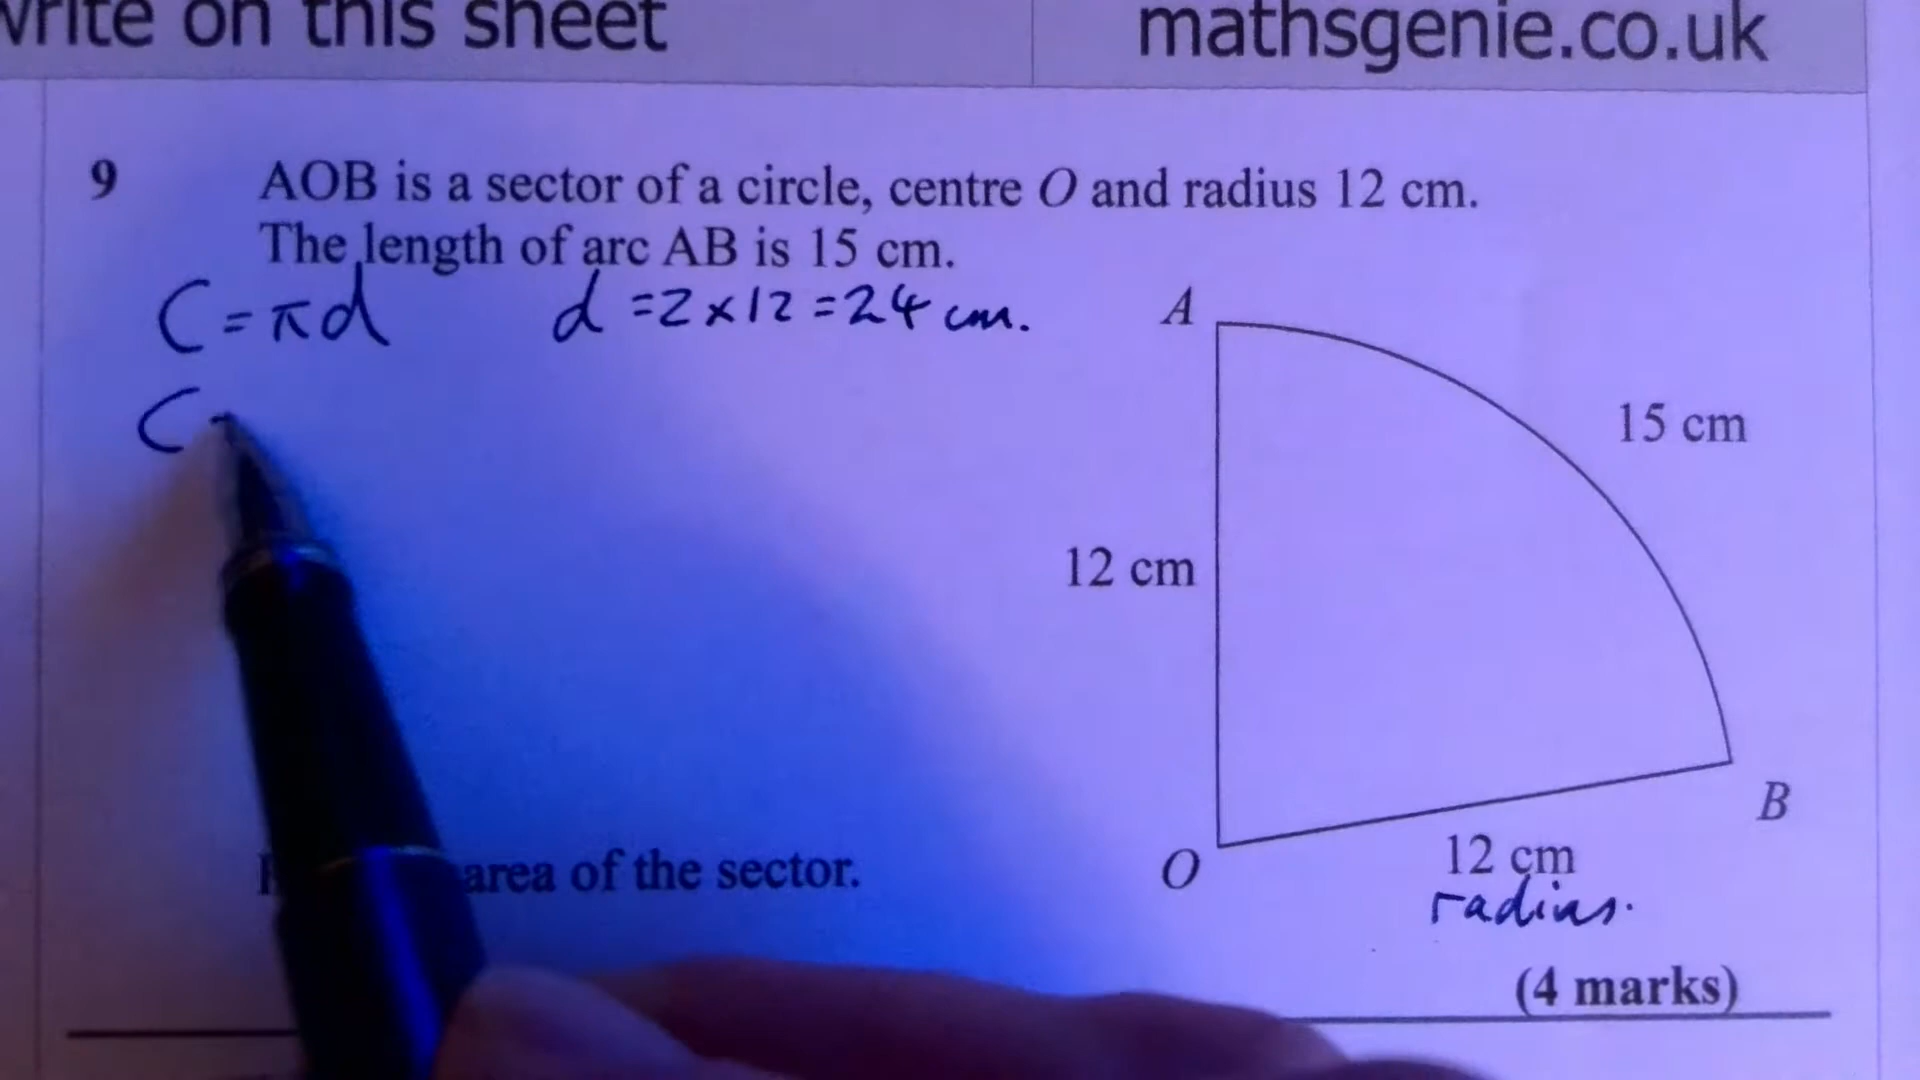 write on this sheet
mathsgenie.co.uk
9 AOB is a sector of a circle, centre O and radius 12 cm.
The length of arc AB is 15 cm.
C = πd d = 2 × 12 = 24 cm.
C =
A
15 cm
12 cm
B
O
12 cm
radius.
area of the sector.
(4 marks)